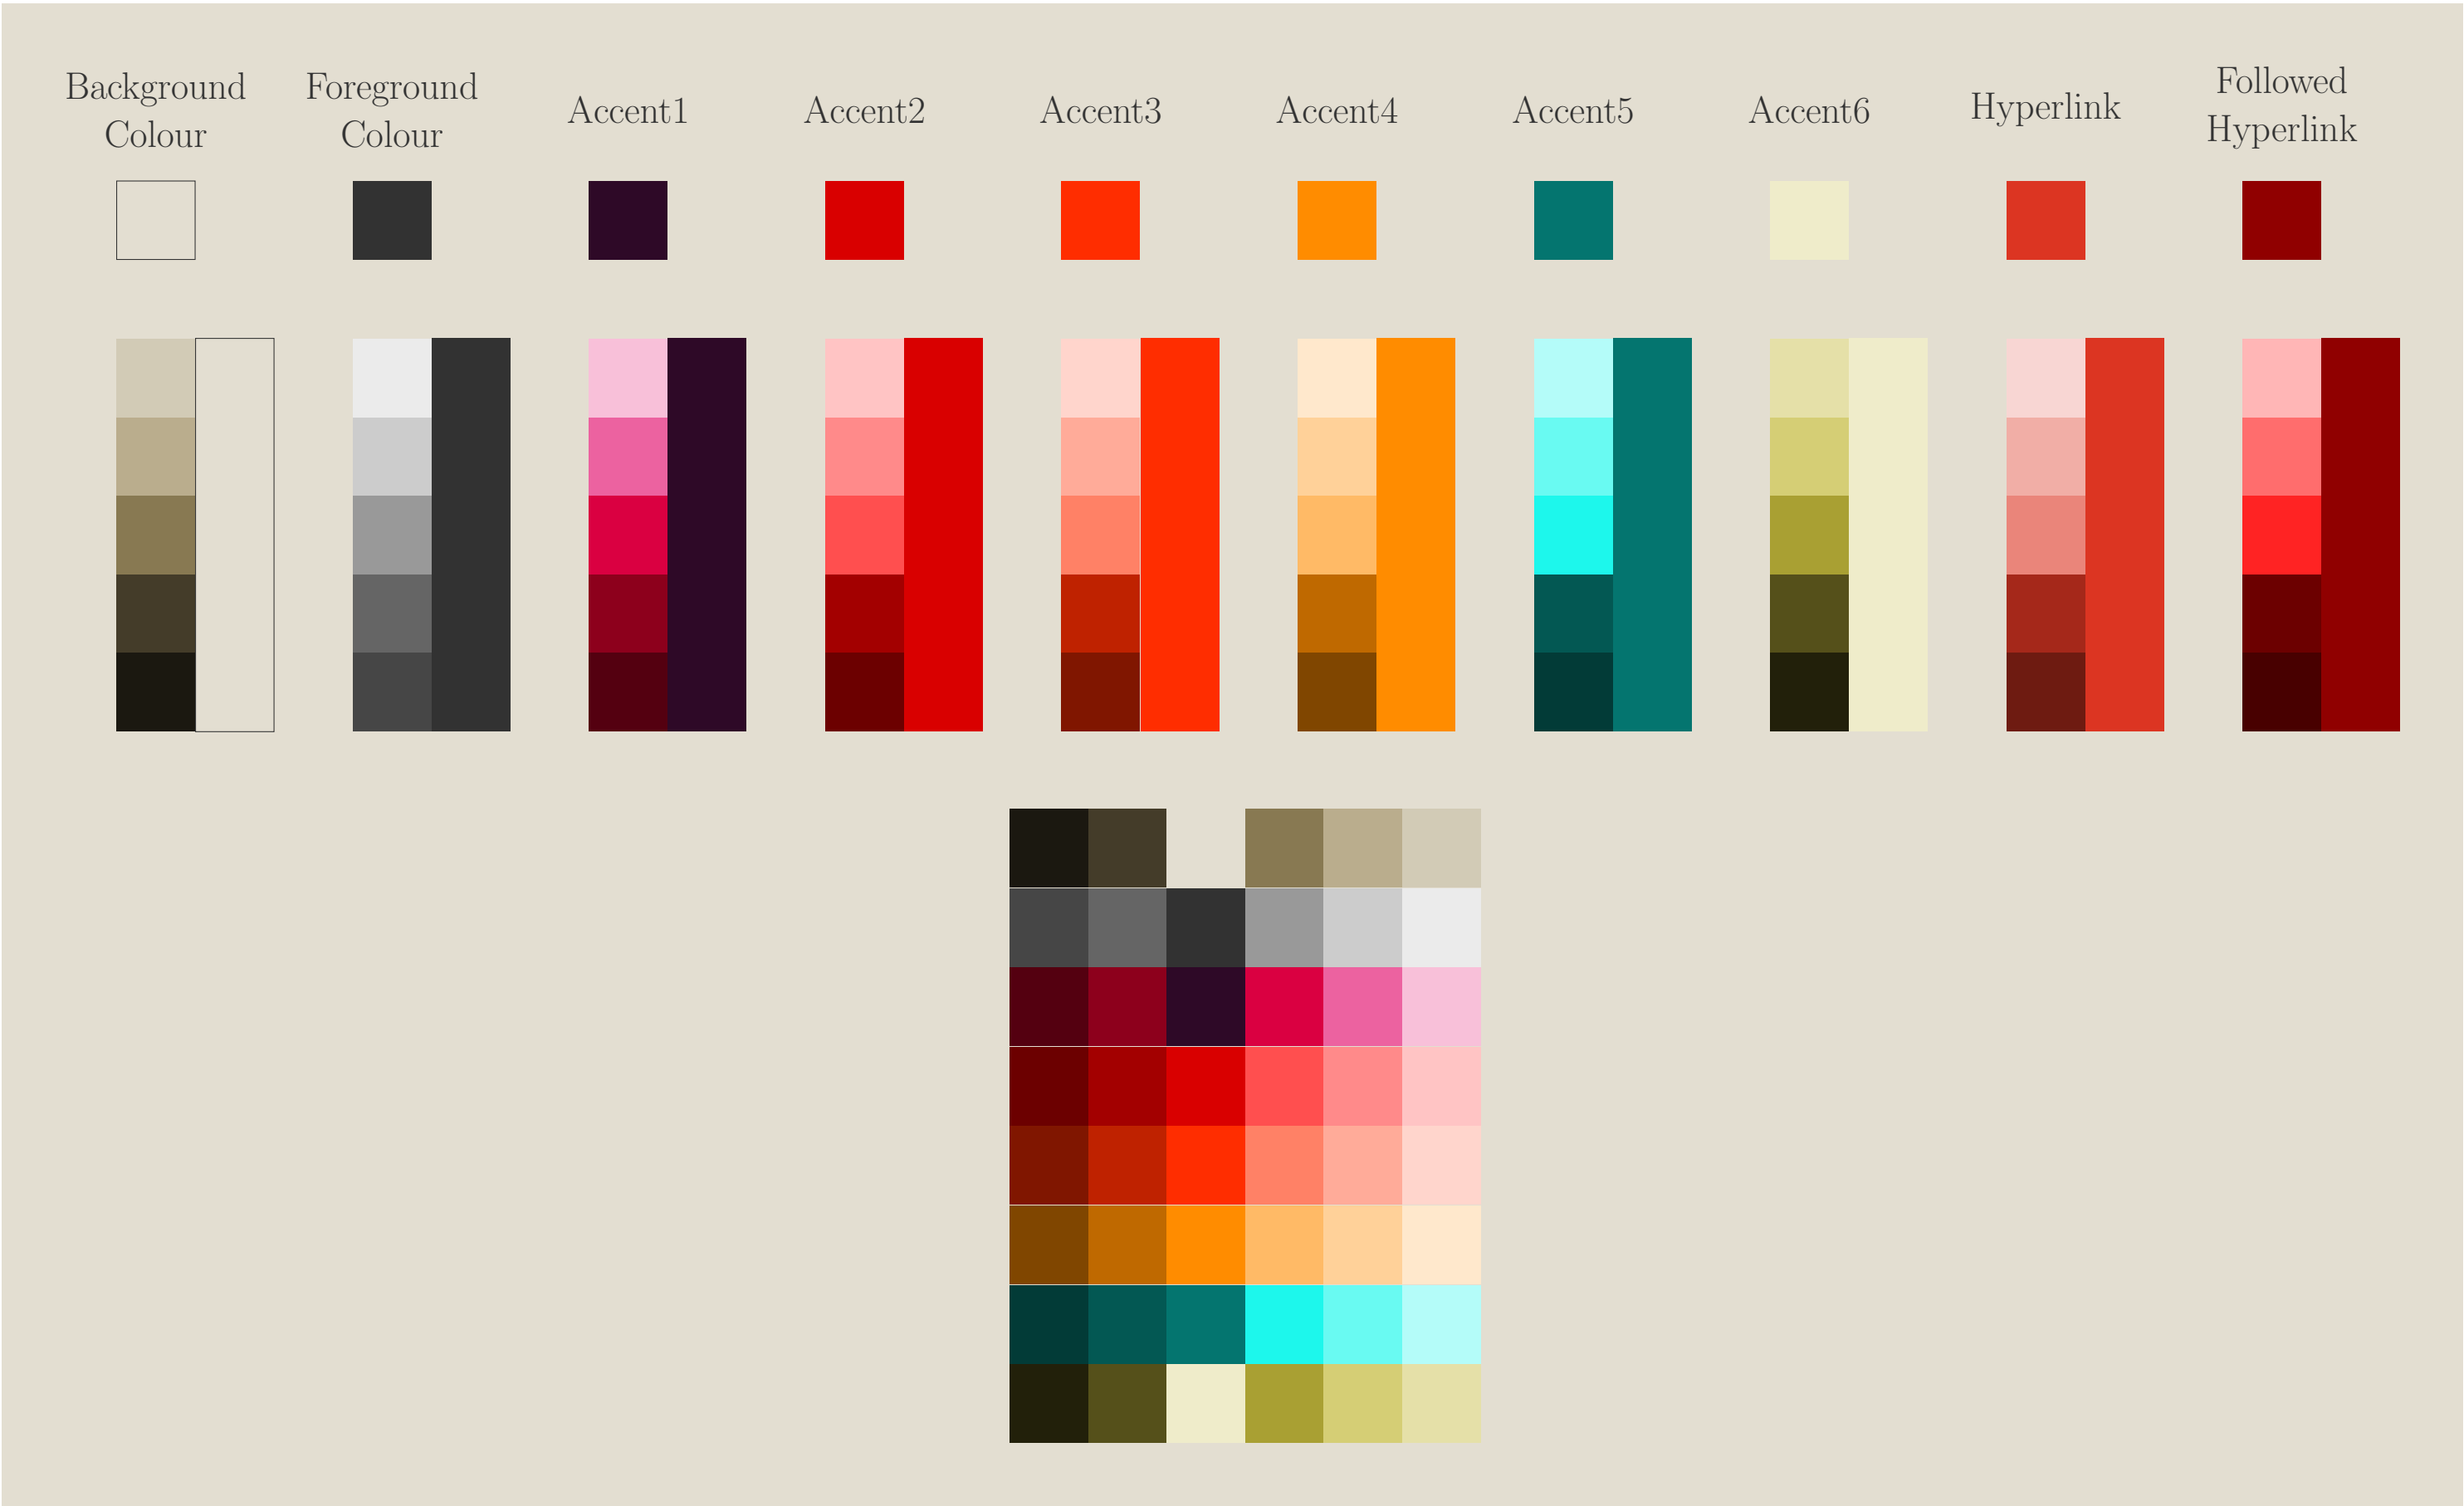 Background
Colour
Foreground
Colour
Accent1
Accent2
Accent3
Accent4
Accent5
Accent6
Hyperlink
Followed
Hyperlink